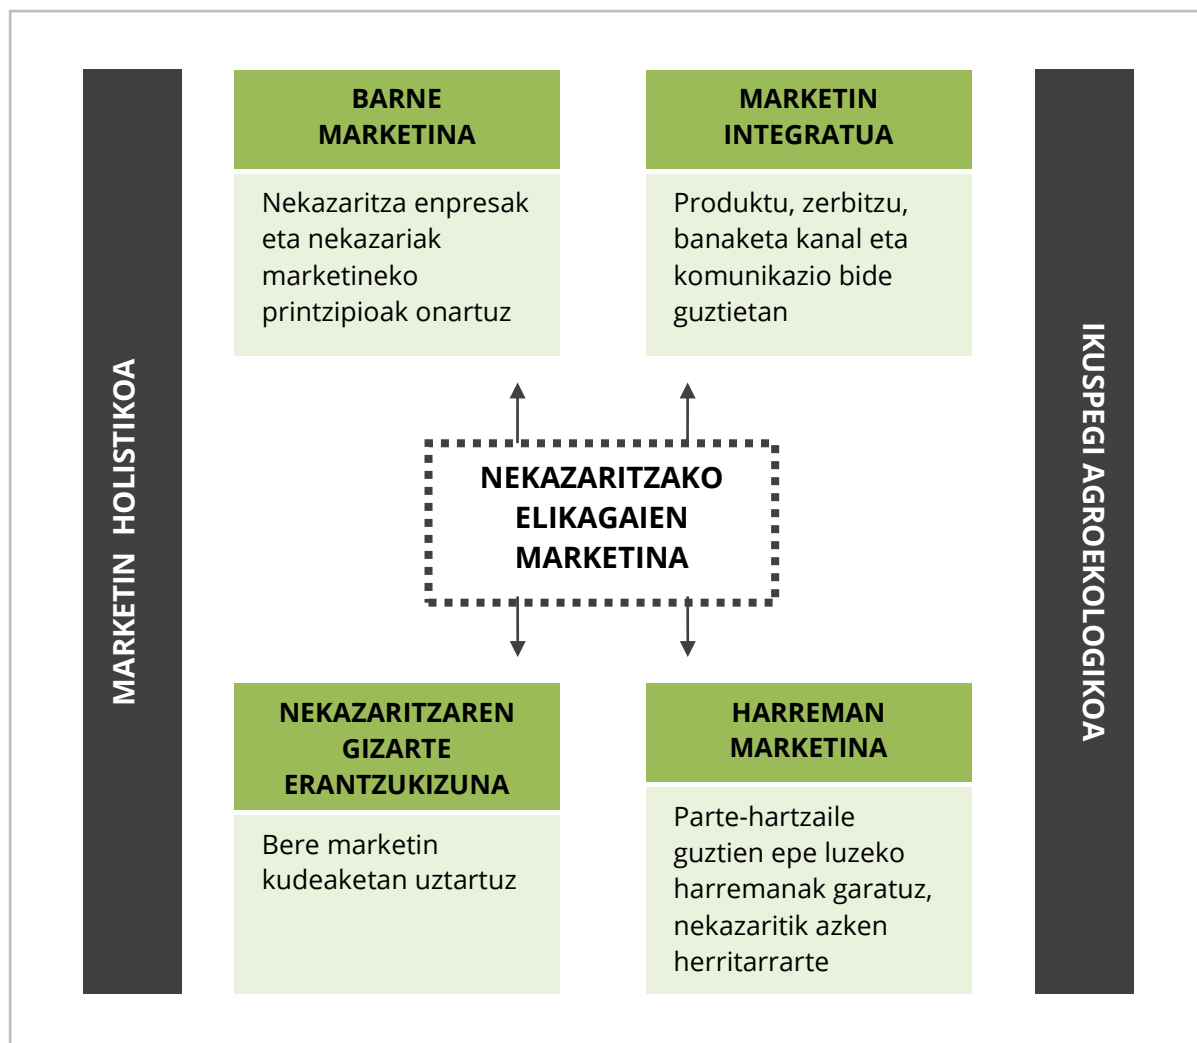 MARKETIN HOLISTIKOA
BARNE
MARKETINA
Nekazaritza enpresak
eta nekazariak
marketineko
printzipioak onartuz
MARKETIN
INTEGRATUA
Produktu, zerbitzu,
banaketa kanal eta
komunikazio bide
guztietan
NEKAZARITZAKO
ELIKAGAIEN
MARKETINA
NEKAZARITZAREN
GIZARTE
ERANTZUKIZUNA
Bere marketin
kudeaketan uztartuz
HARREMAN
MARKETINA
Parte-hartzaile
guztien epe luzeko
harremanak garatuz,
nekazaritik azken
herritarrarte
IKUSPEGI AGROEKOLOGIKOA